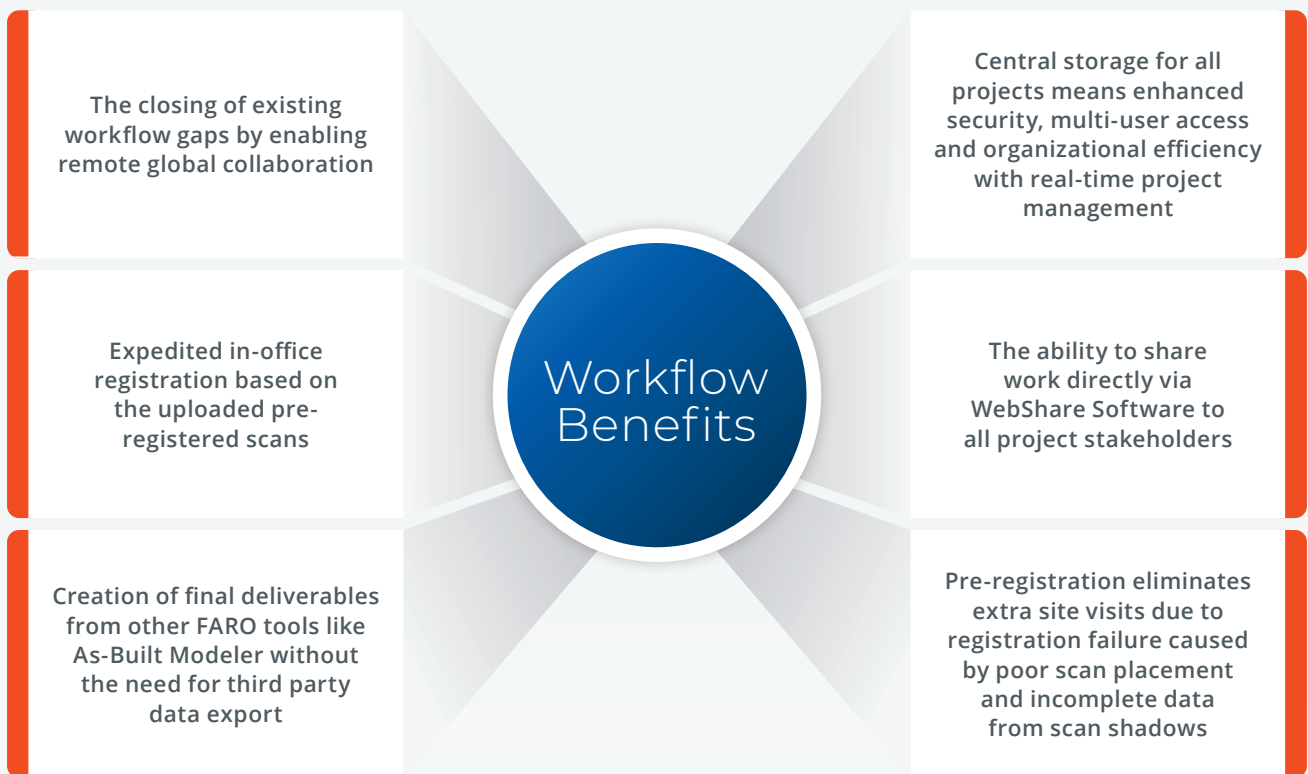 The closing of existing
workflow gaps by enabling
remote global collaboration
Central storage for all
projects means enhanced
security, multi-user access
and organizational efficiency
with real-time project
management
Expedited in-office
registration based on
the uploaded pre-
registered scans
Workflow
Benefits
The ability to share
work directly via
WebShare Software to
all project stakeholders
Creation of final deliverables
from other FARO tools like
As-Built Modeler without
the need for third party
data export
Pre-registration eliminates
extra site visits due to
registration failure caused
by poor scan placement
and incomplete data
from scan shadows